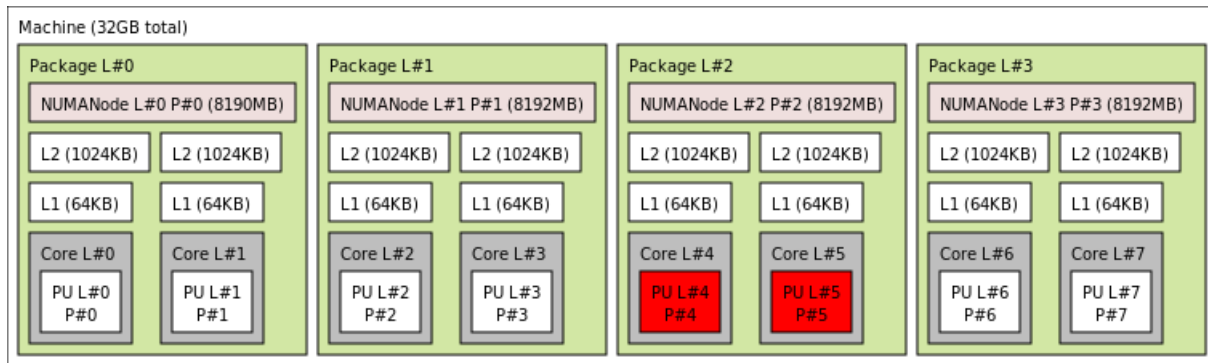 Machine (32GB total)
Package L#0
NUMANode L#0 P#0 (8190MB)
L2 (1024KB) L2 (1024KB)
L1 (64KB) L1 (64KB)
Core L#0 Core L#1
PU L#0 PU L#1
P#0 P#1
Package L#1
NUMANode L#1 P#1 (8192MB)
L2 (1024KB) L2 (1024KB)
L1 (64KB) L1 (64KB)
Core L#2 Core L#3
PU L#2 PU L#3
P#2 P#3
Package L#2
NUMANode L#2 P#2 (8192MB)
L2 (1024KB) L2 (1024KB)
L1 (64KB) L1 (64KB)
Core L#4 Core L#5
PU L#4 PU L#5
P#4 P#5
Package L#3
NUMANode L#3 P#3 (8192MB)
L2 (1024KB) L2 (1024KB)
L1 (64KB) L1 (64KB)
Core L#6 Core L#7
PU L#6 PU L#7
P#6 P#7